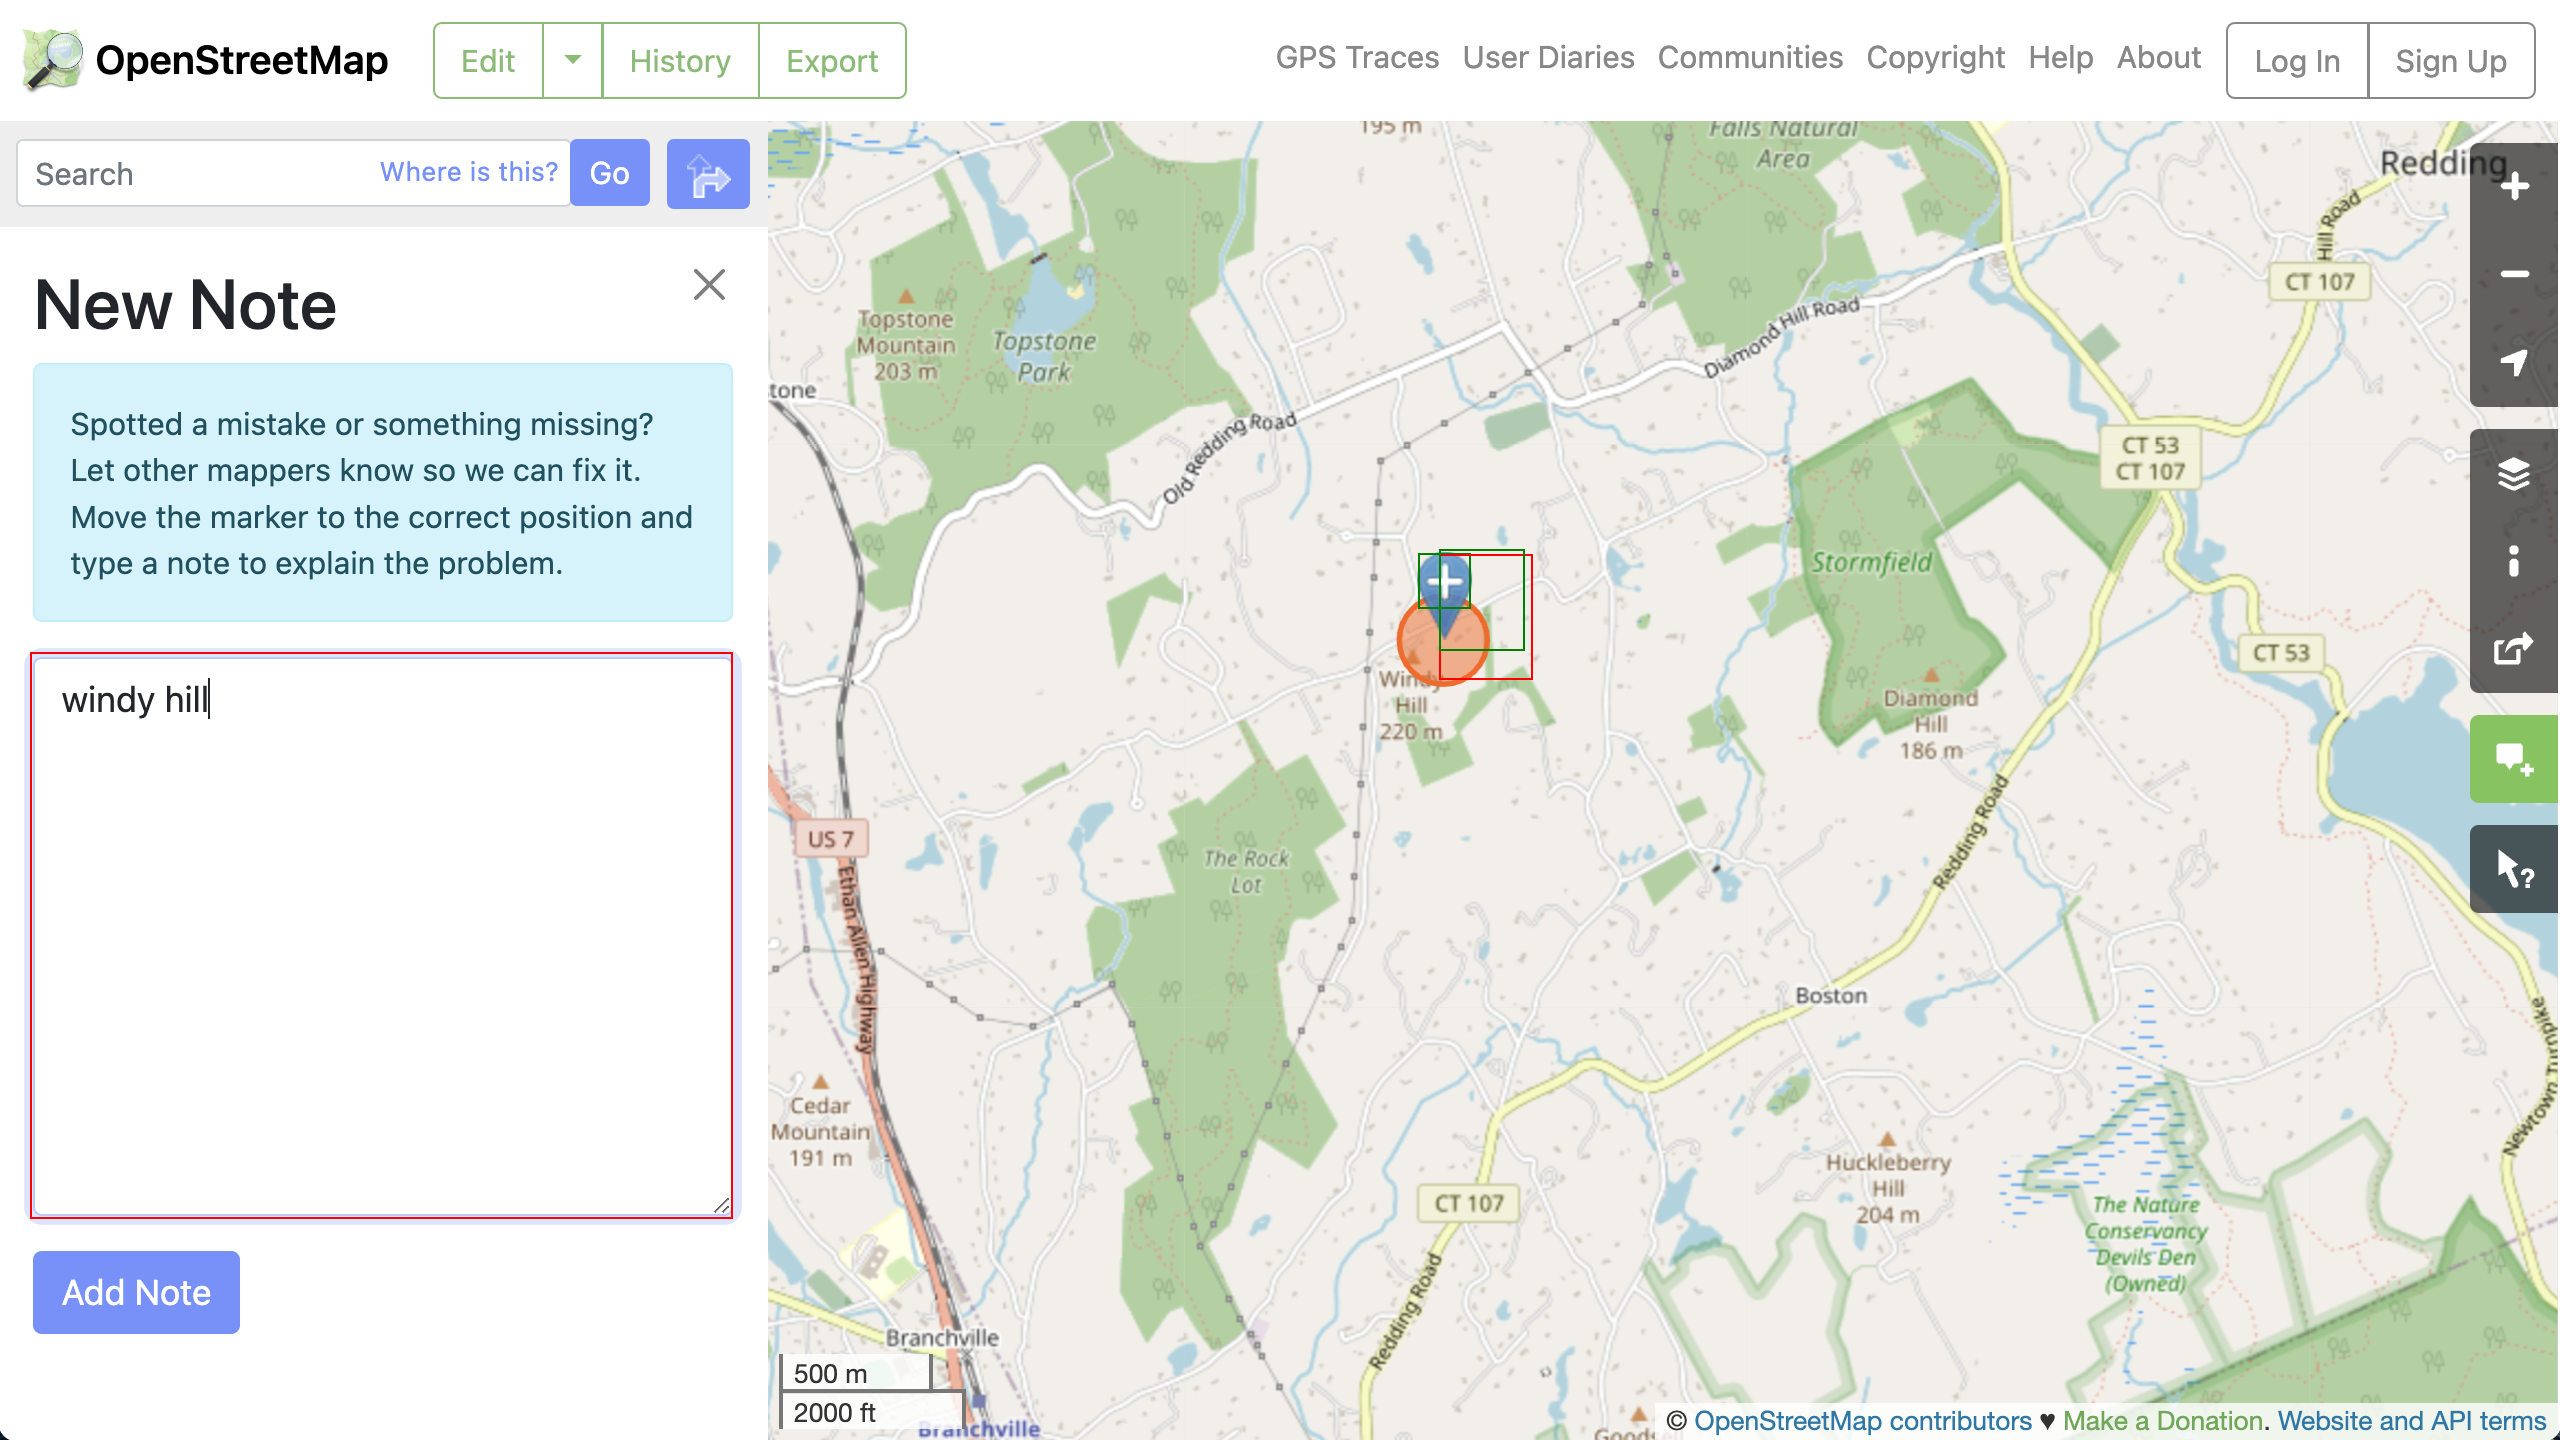 OpenStreetMap
Edit
History
Export
GPS Traces
User Diaries
Communities
Copyright
Help
About
Log In
Sign Up
Search
Where is this?
Go
New Note
Spotted a mistake or something missing?
Let other mappers know so we can fix it.
Move the marker to the correct position and
type a note to explain the problem.
windy hill
Add Note
195 m
Falls Natural
Area
Redding
Hill Road
CT 107
Topstone
Mountain
203 m
Topstone
Park
tone
Diamond Hill Road
Old Redding Road
CT 53
CT 107
Stormfield
CT 53
Windy
Hill
220 m
Diamond
Hill
186 m
US 7
Ethan Allen Highway
The Rock
Lot
Redding Road
Boston
Newtown Turnpike
Cedar
Mountain
191 m
Huckleberry
Hill
204 m
CT 107
The Nature
Conservancy
Devils Den
(Owned)
Redding Road
Branchville
500 m
2000 ft
Branchville
© OpenStreetMap contributors ♥ Make a Donation. Website and API terms